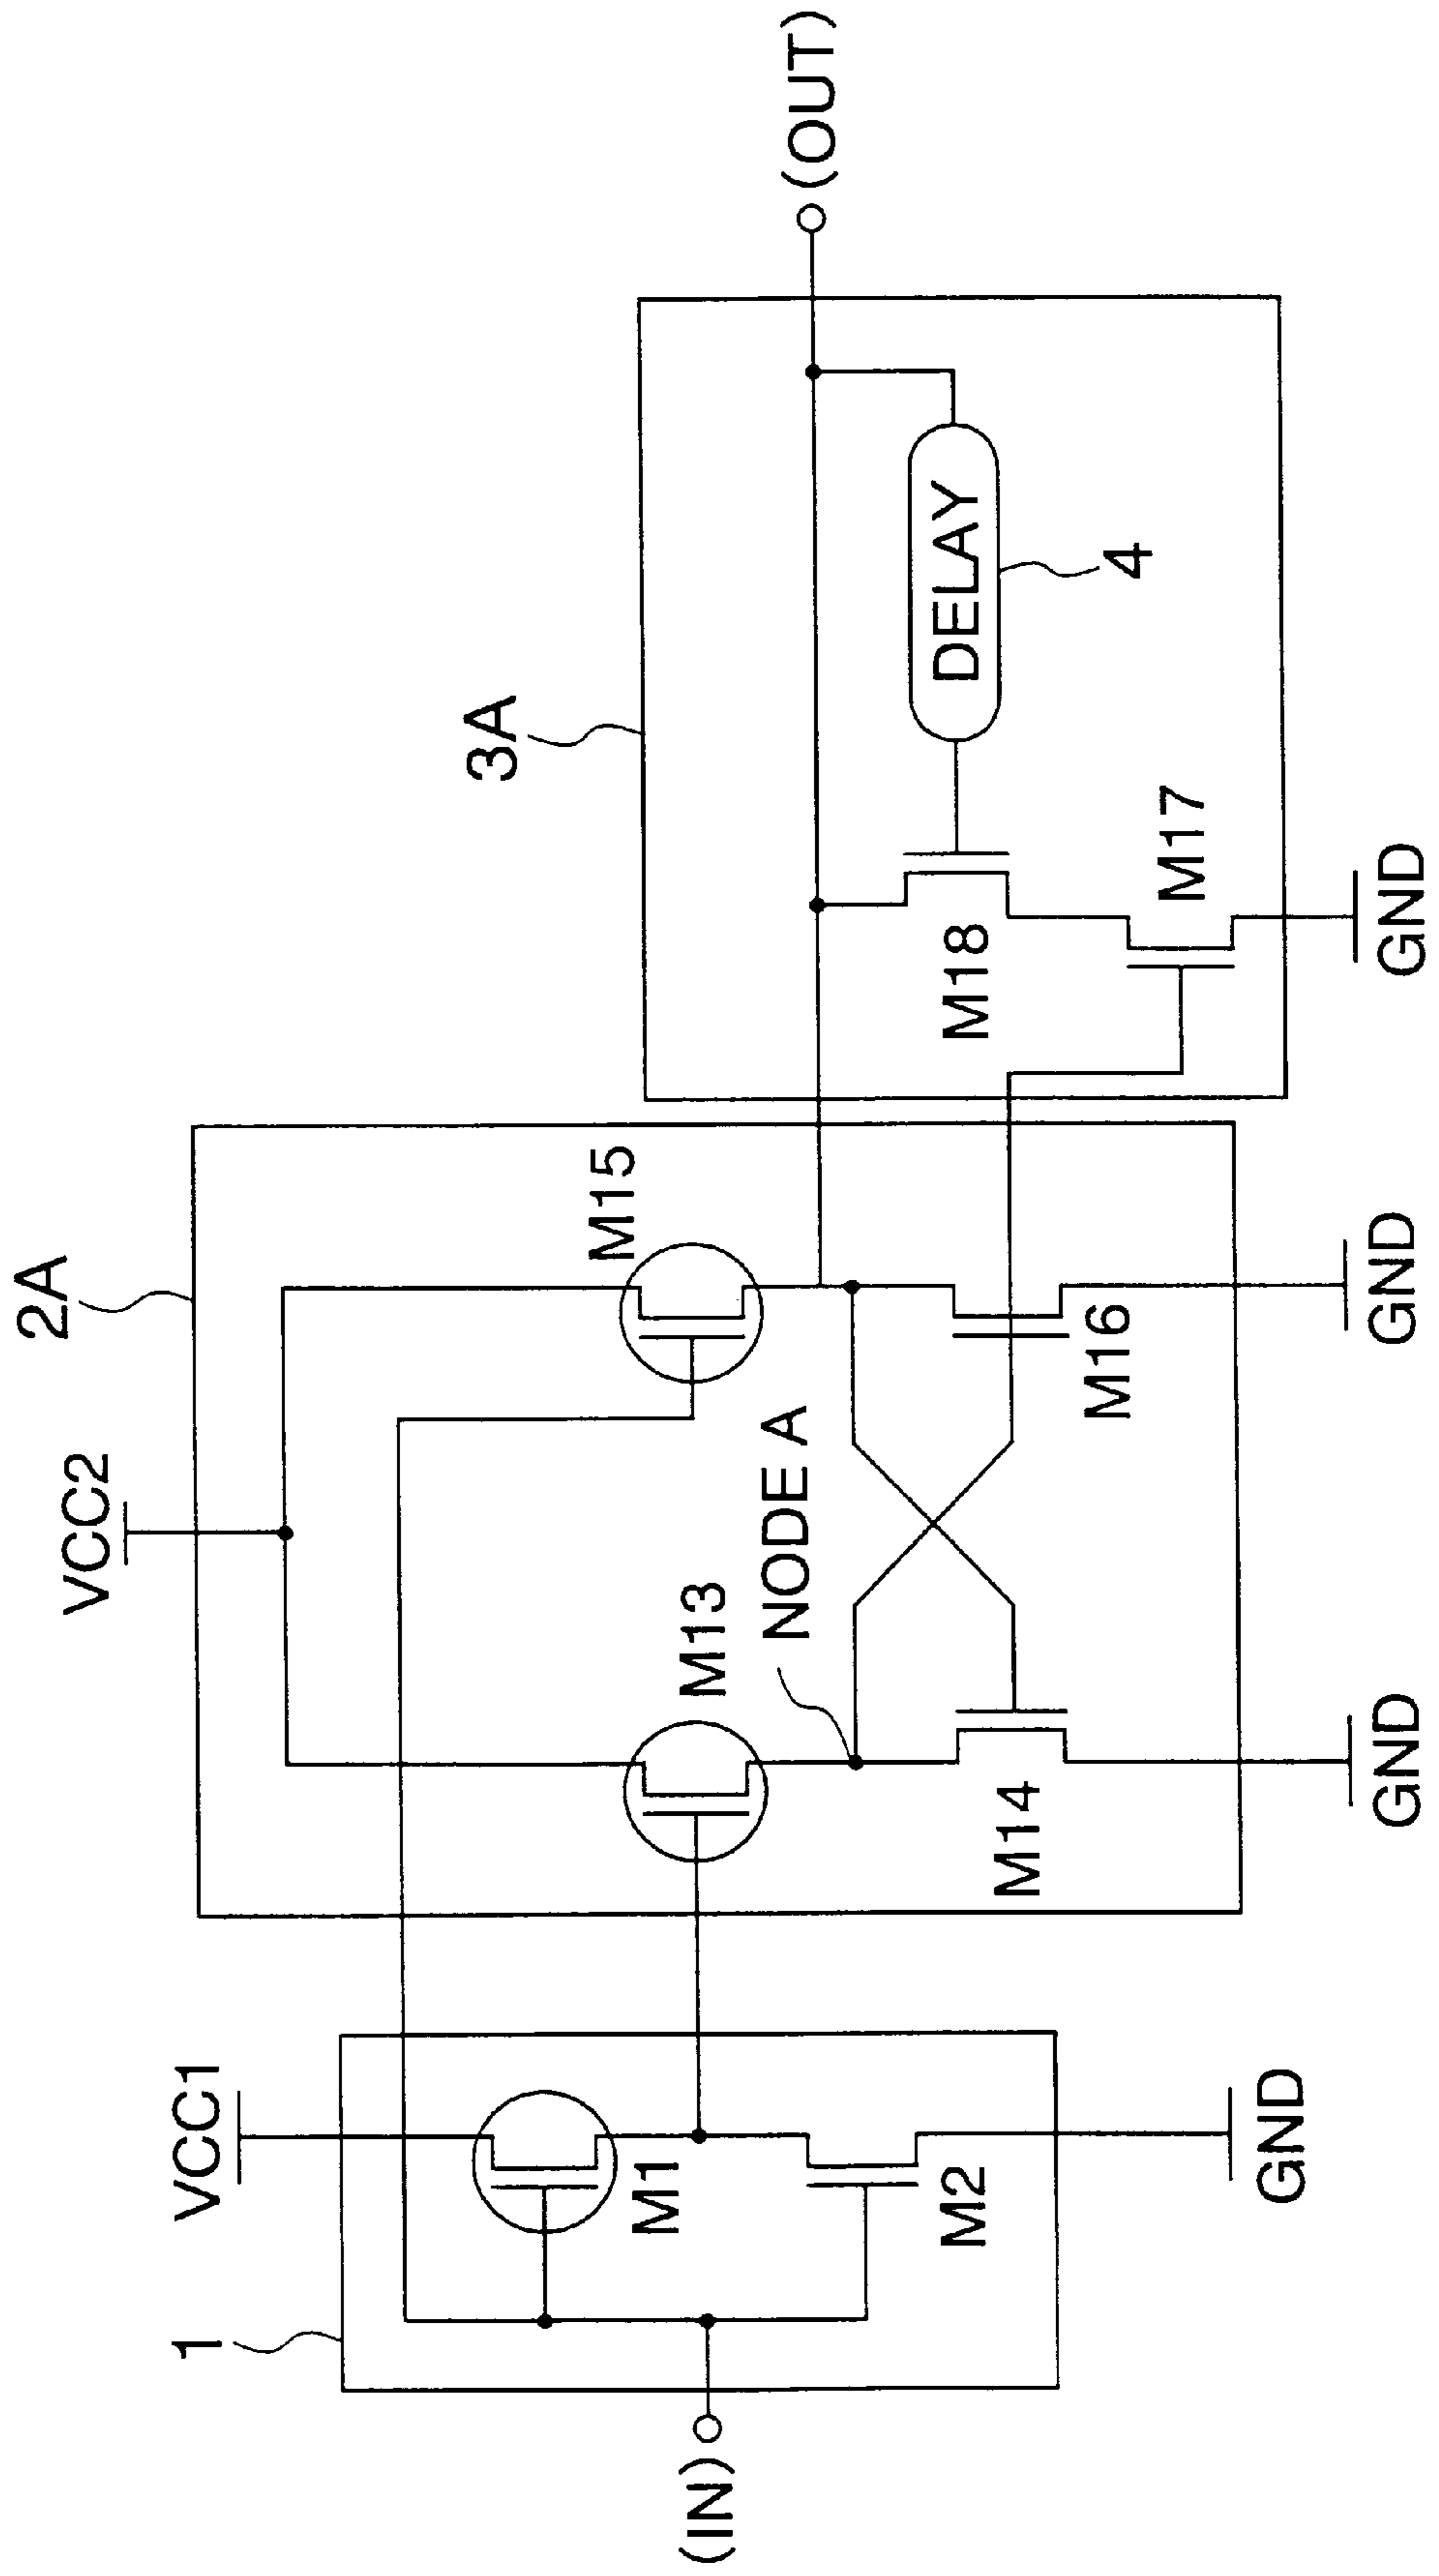 2A
3A
VCC2
VCC1
1
M15
M13
NODE A
M1
M2
M14
M16
M18
M17
DELAY
4
(IN)
(OUT)
GND
GND
GND
GND